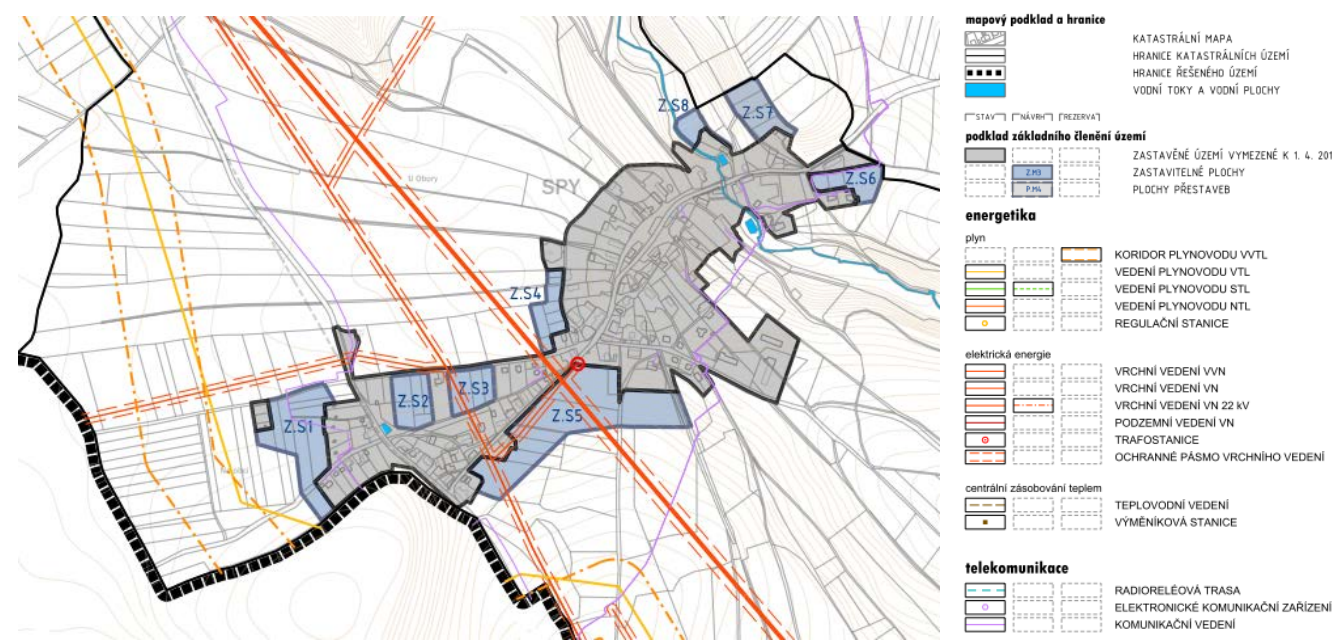 Z.S8
Z.S7
U Obury
SPY
Z.S6
Z.S4
Z.S2
Z.S3
Z.S1
Z.S5
mapový podklad a hranice
KATASTRÁLNÍ MAPA
HRANICE KATASTRÁLNÍCH ÚZEMÍ
HRANICE ŘEŠENÉHO ÚZEMÍ
VODNÍ TOKY A VODNÍ PLOCHY
STAV NÁVRH REZERVA
podklad základního členění území
ZASTAVĚNÉ ÚZEMÍ VYMEZENÉ K 1. 4. 201
Z.M3 ZASTAVITELNÉ PLOCHY
P.M4 PLOCHY PŘESTAVEB
energetika
plyn
KORIDOR PLYNOVODU VVTL
VEDENÍ PLYNOVODU VTL
VEDENÍ PLYNOVODU STL
VEDENÍ PLYNOVODU NTL
REGULAČNÍ STANICE
elektrická energie
VRCHNÍ VEDENÍ VVN
VRCHNÍ VEDENÍ VN
VRCHNÍ VEDENÍ VN 22 kV
PODZEMNÍ VEDENÍ VN
TRAFOSTANICE
OCHRANNÉ PÁSMO VRCHNÍHO VEDENÍ
centrální zásobování teplem
TEPLOVODNÍ VEDENÍ
VÝMĚNÍKOVÁ STANICE
telekomunikace
RADIORELÉOVÁ TRASA
ELEKTRONICKÉ KOMUNIKAČNÍ ZAŘÍZENÍ
KOMUNIKAČNÍ VEDENÍ